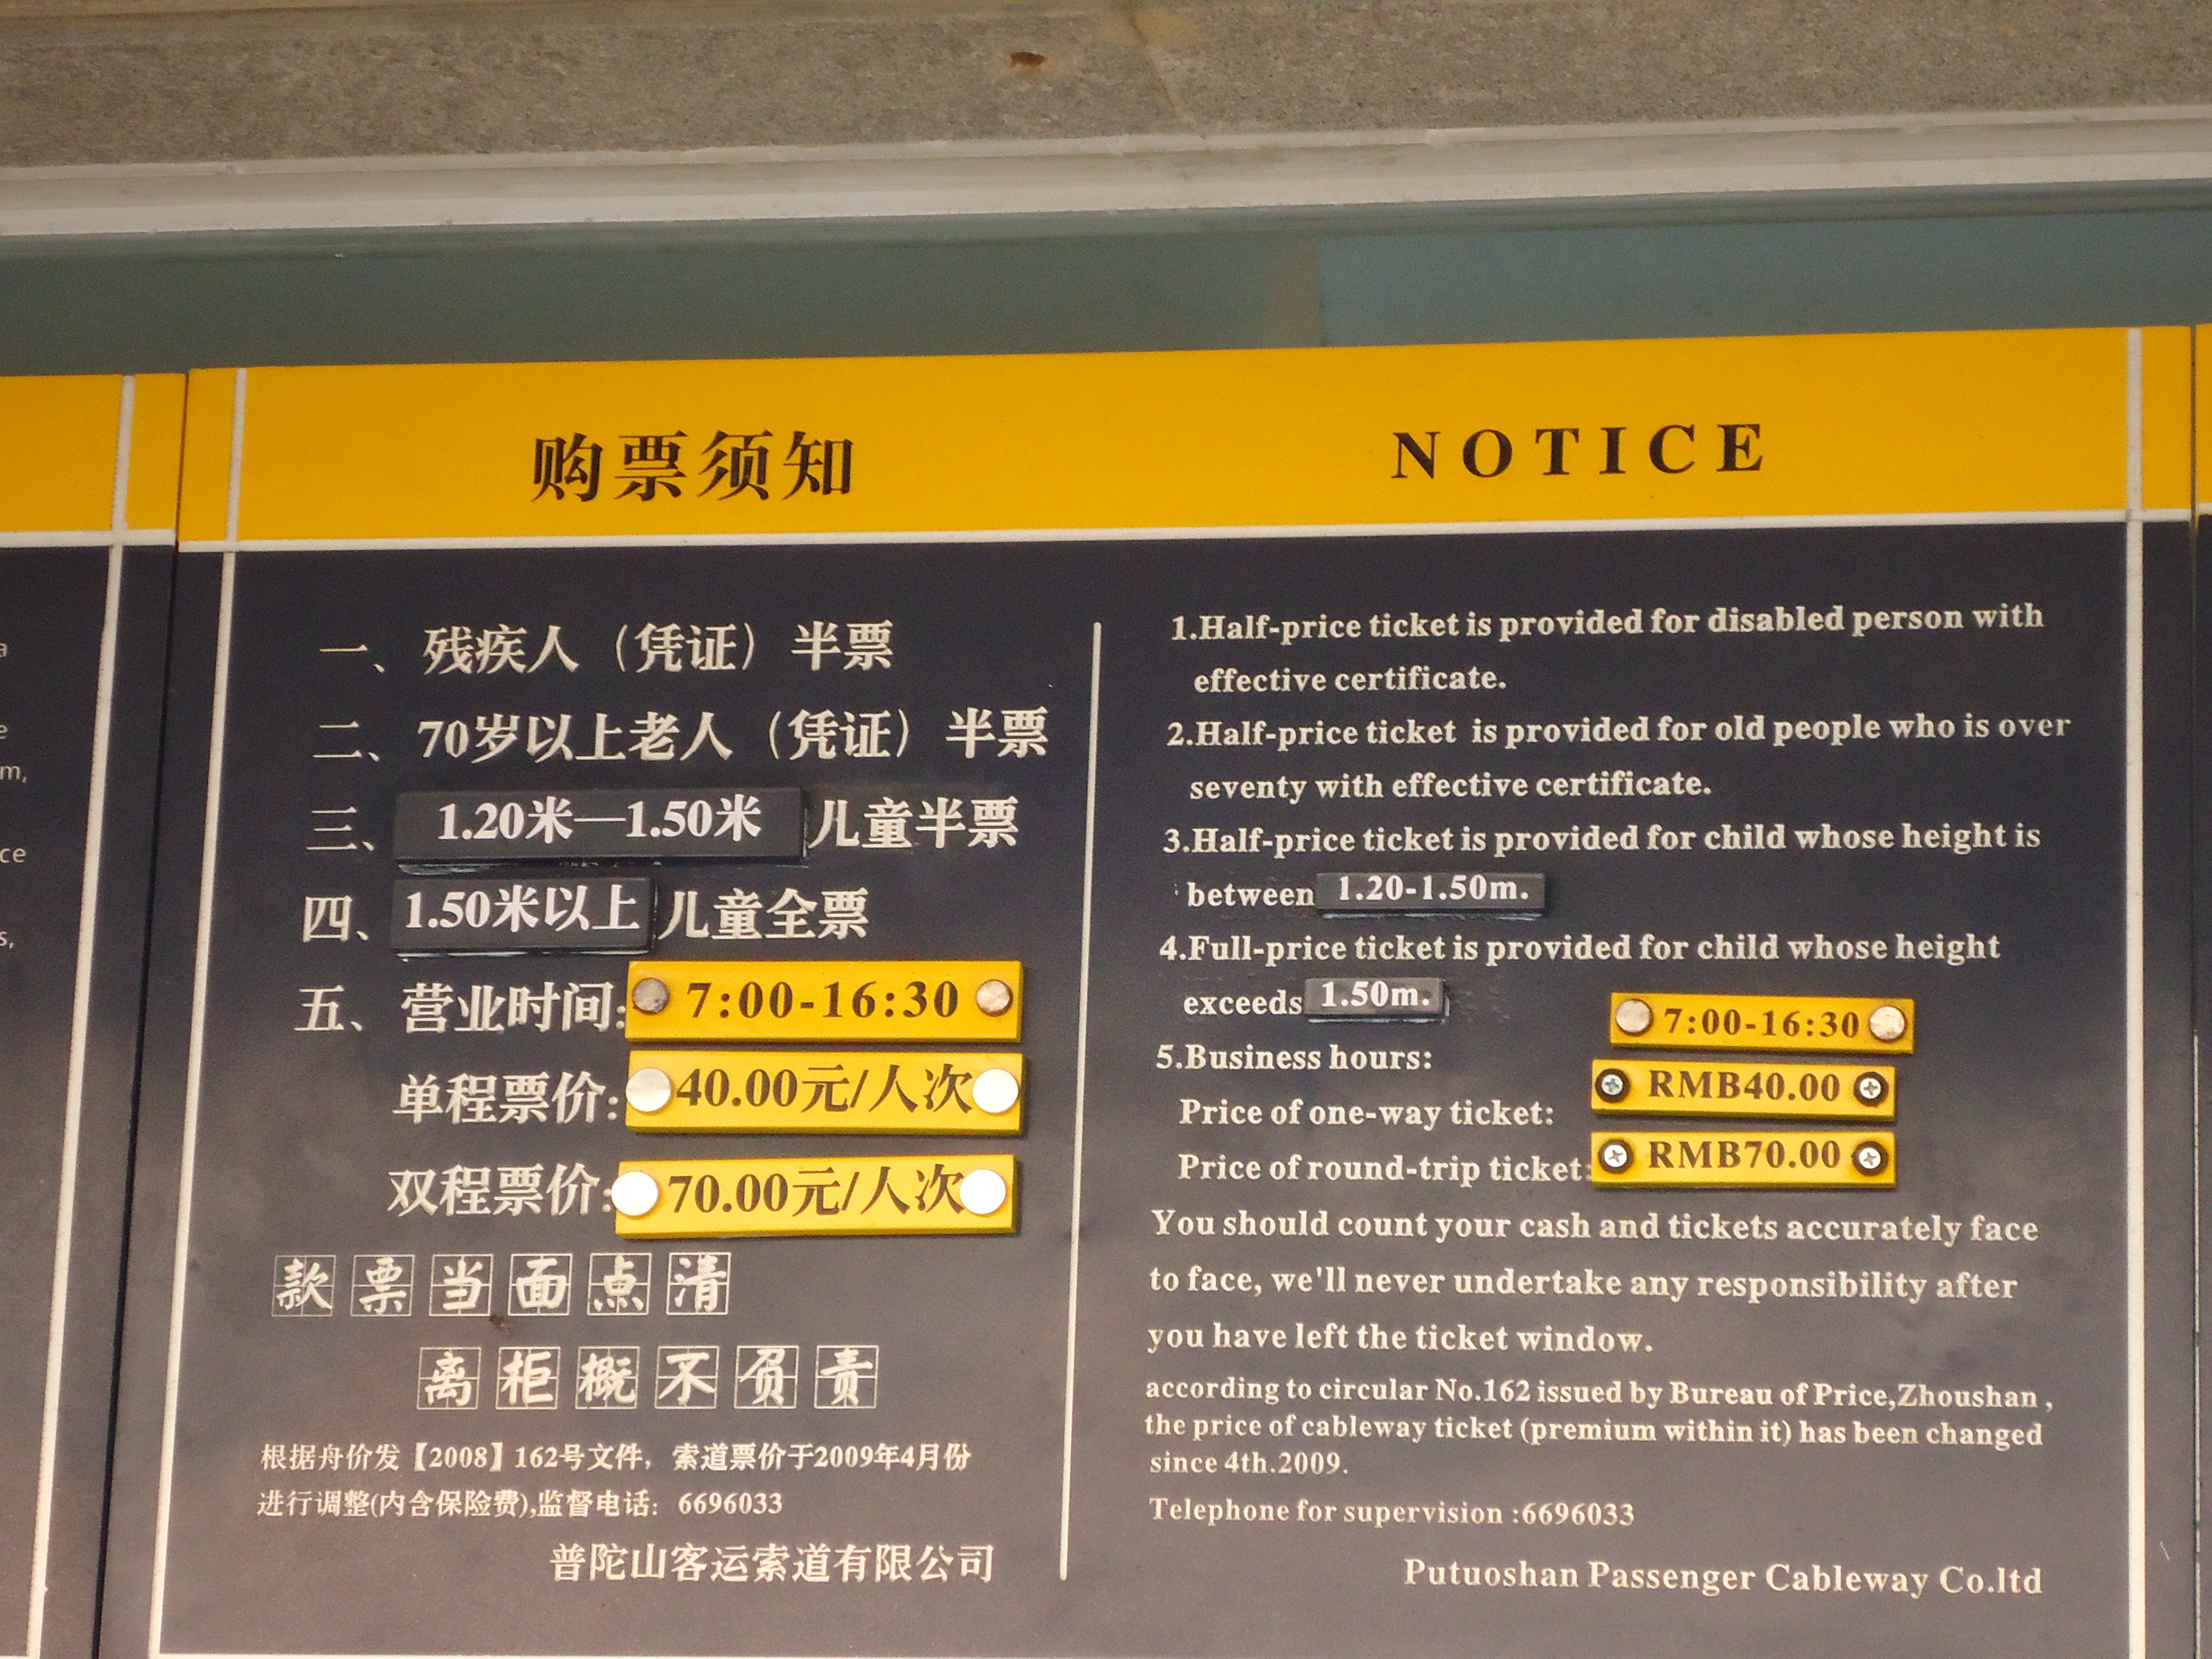 购票须知
一、残疾人（凭证）半票
二、70岁以上老人（凭证）半票
三、1.20米—1.50米儿童半票
四、1.50米以上儿童全票
五、营业时间:7:00-16:30
单程票价:40.00元/人次
双程票价:70.00元/人次
款票当面点清
离柜概不负责
根据舟价发【2008】162号文件，索道票价于2009年4月份
进行调整(内含保险费),监督电话：6696033
普陀山客运索道有限公司
NOTICE
1.Half-price ticket is provided for disabled person with
effective certificate.
2.Half-price ticket is provided for old people who is over
seventy with effective certificate.
3.Half-price ticket is provided for child whose height is
between 1.20-1.50m.
4.Full-price ticket is provided for child whose height
exceeds 1.50m.
5.Business hours: 7:00-16:30
Price of one-way ticket: RMB40.00
Price of round-trip ticket: RMB70.00
You should count your cash and tickets accurately face
to face, we'll never undertake any responsibility after
you have left the ticket window.
according to circular No.162 issued by Bureau of Price,Zhoushan ,
the price of cableway ticket (premium within it) has been changed
since 4th.2009.
Telephone for supervision :6696033
Putuoshan Passenger Cableway Co.ltd